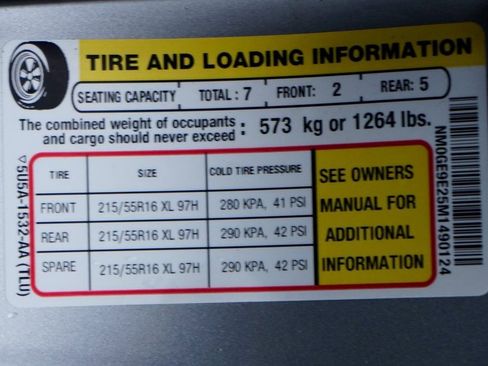 TIRE AND LOADING INFORMATION
SEATING CAPACITY TOTAL : 7 FRONT: 2 REAR: 5
The combined weight of occupants
and cargo should never exceed : 573 kg or 1264 lbs.
TIRE SIZE COLD TIRE PRESSURE
FRONT 215/55R16 XL 97H 280 KPA, 41 PSI
REAR 215/55R16 XL 97H 290 KPA, 42 PSI
SPARE 215/55R16 XL 97H 290 KPA, 42 PSI
SEE OWNERS
MANUAL FOR
ADDITIONAL
INFORMATION
5U5A-1532-AA (TLU)
NM0GE9E25M1490124